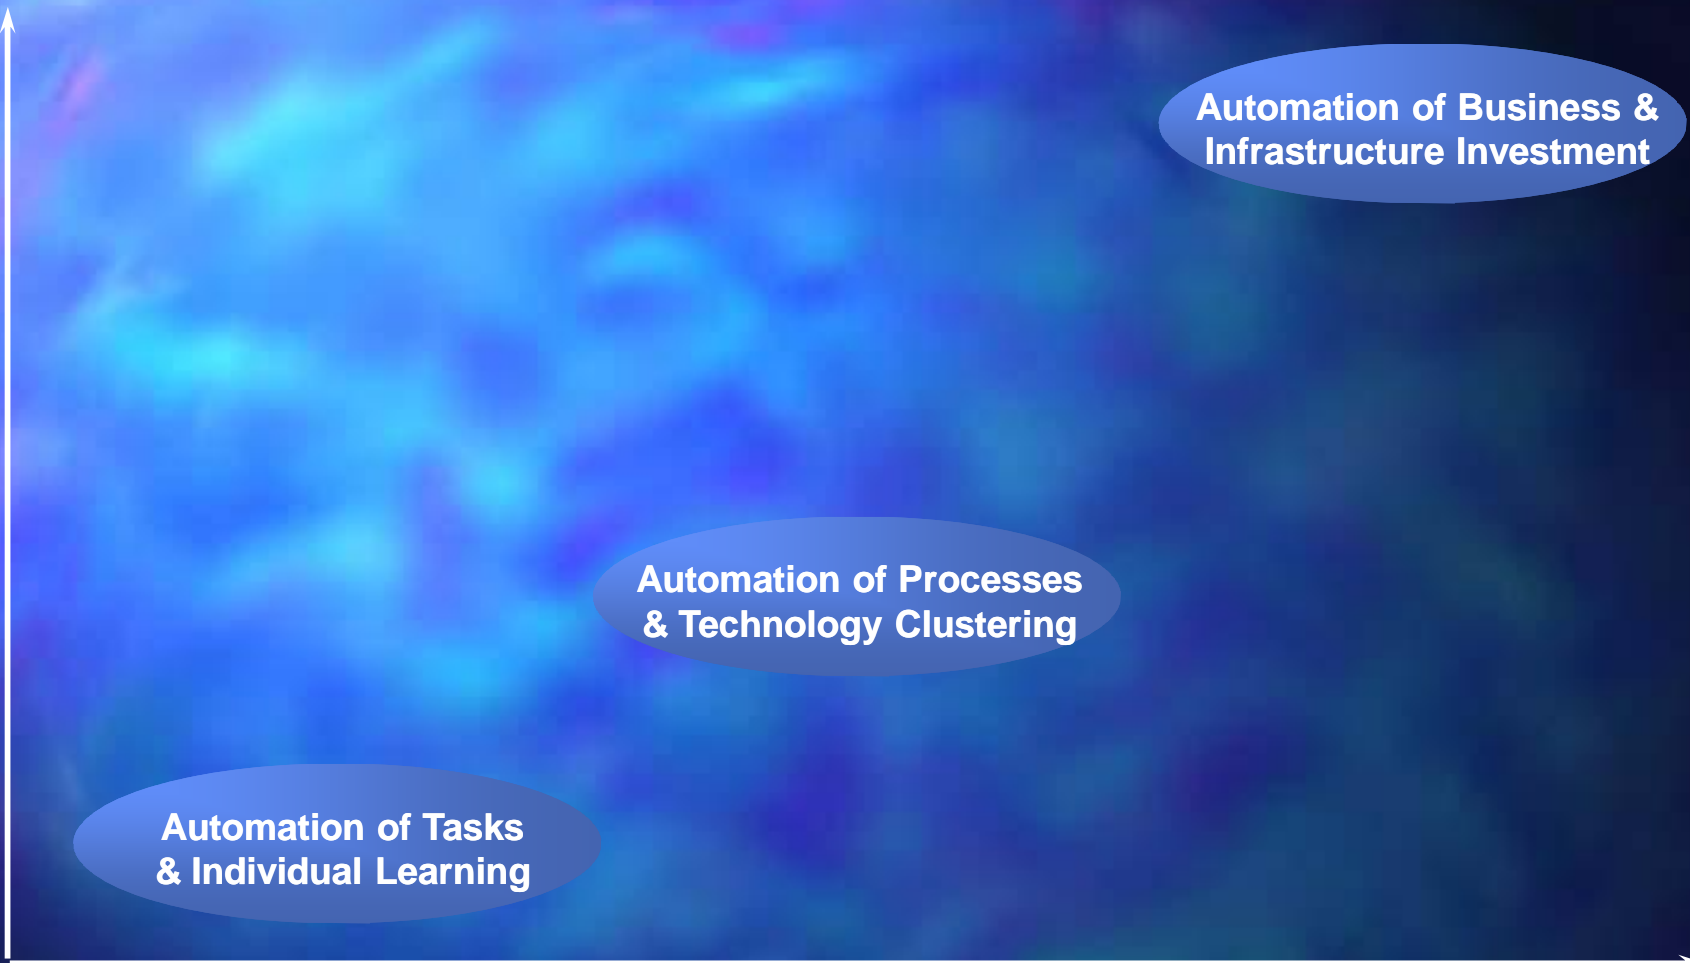 Automation of Business &
Infrastructure Investment
Automation of Processes
& Technology Clustering
Automation of Tasks
& Individual Learning